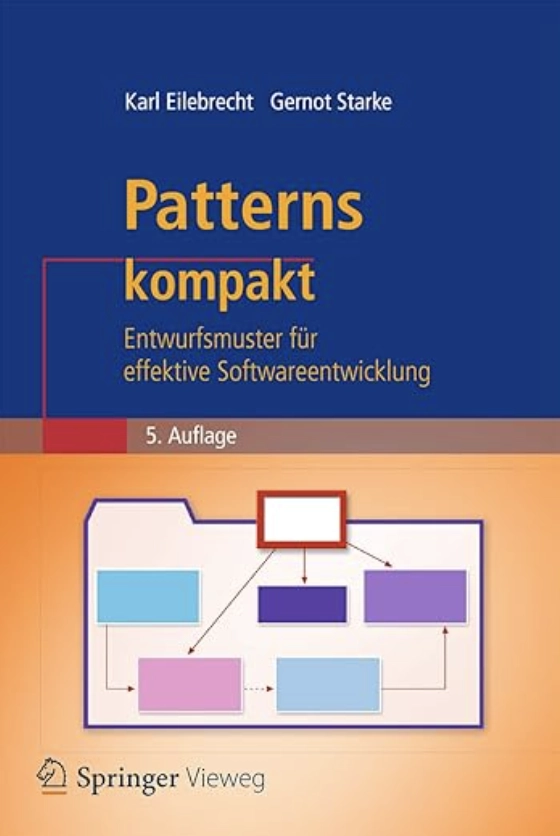 Karl Eilebrecht Gernot Starke
Patterns
kompakt
Entwurfsmuster für
effektive Softwareentwicklung
5. Auflage
Springer Vieweg